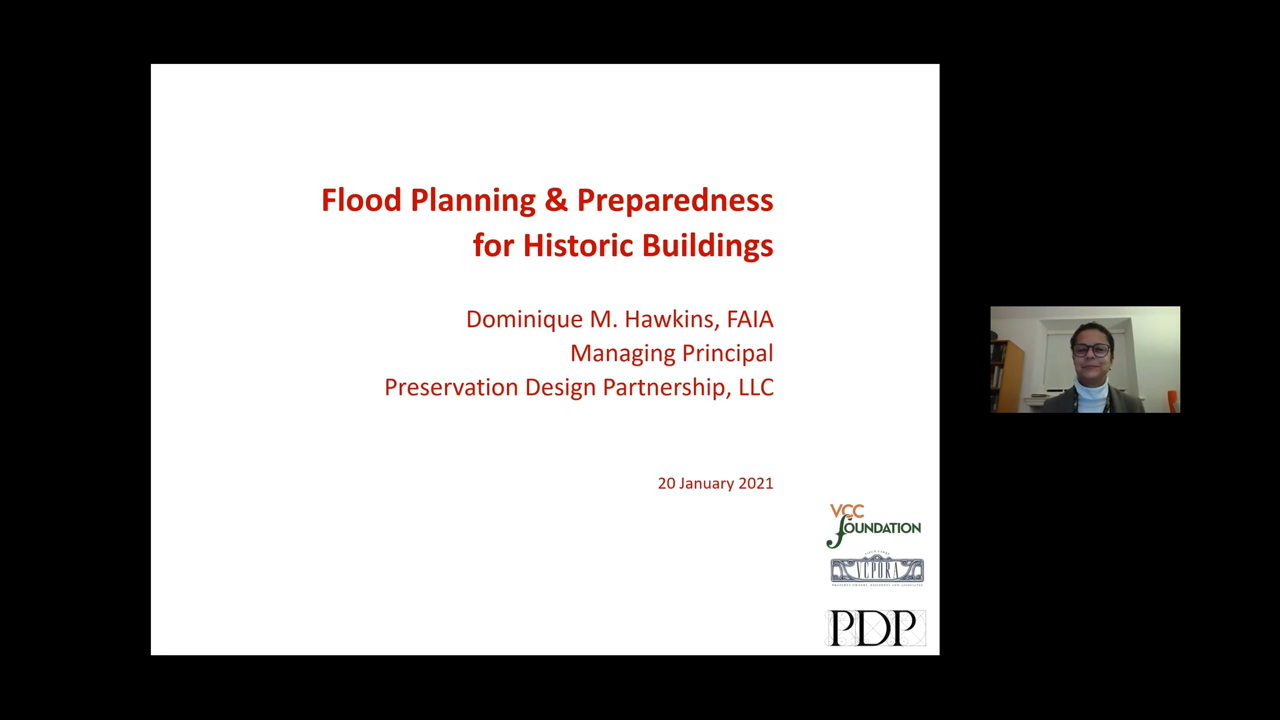 Flood Planning & Preparedness
for Historic Buildings
Dominique M. Hawkins, FAIA
Managing Principal
Preservation Design Partnership, LLC
20 January 2021
VCC
FOUNDATION
VCPORA
PDP